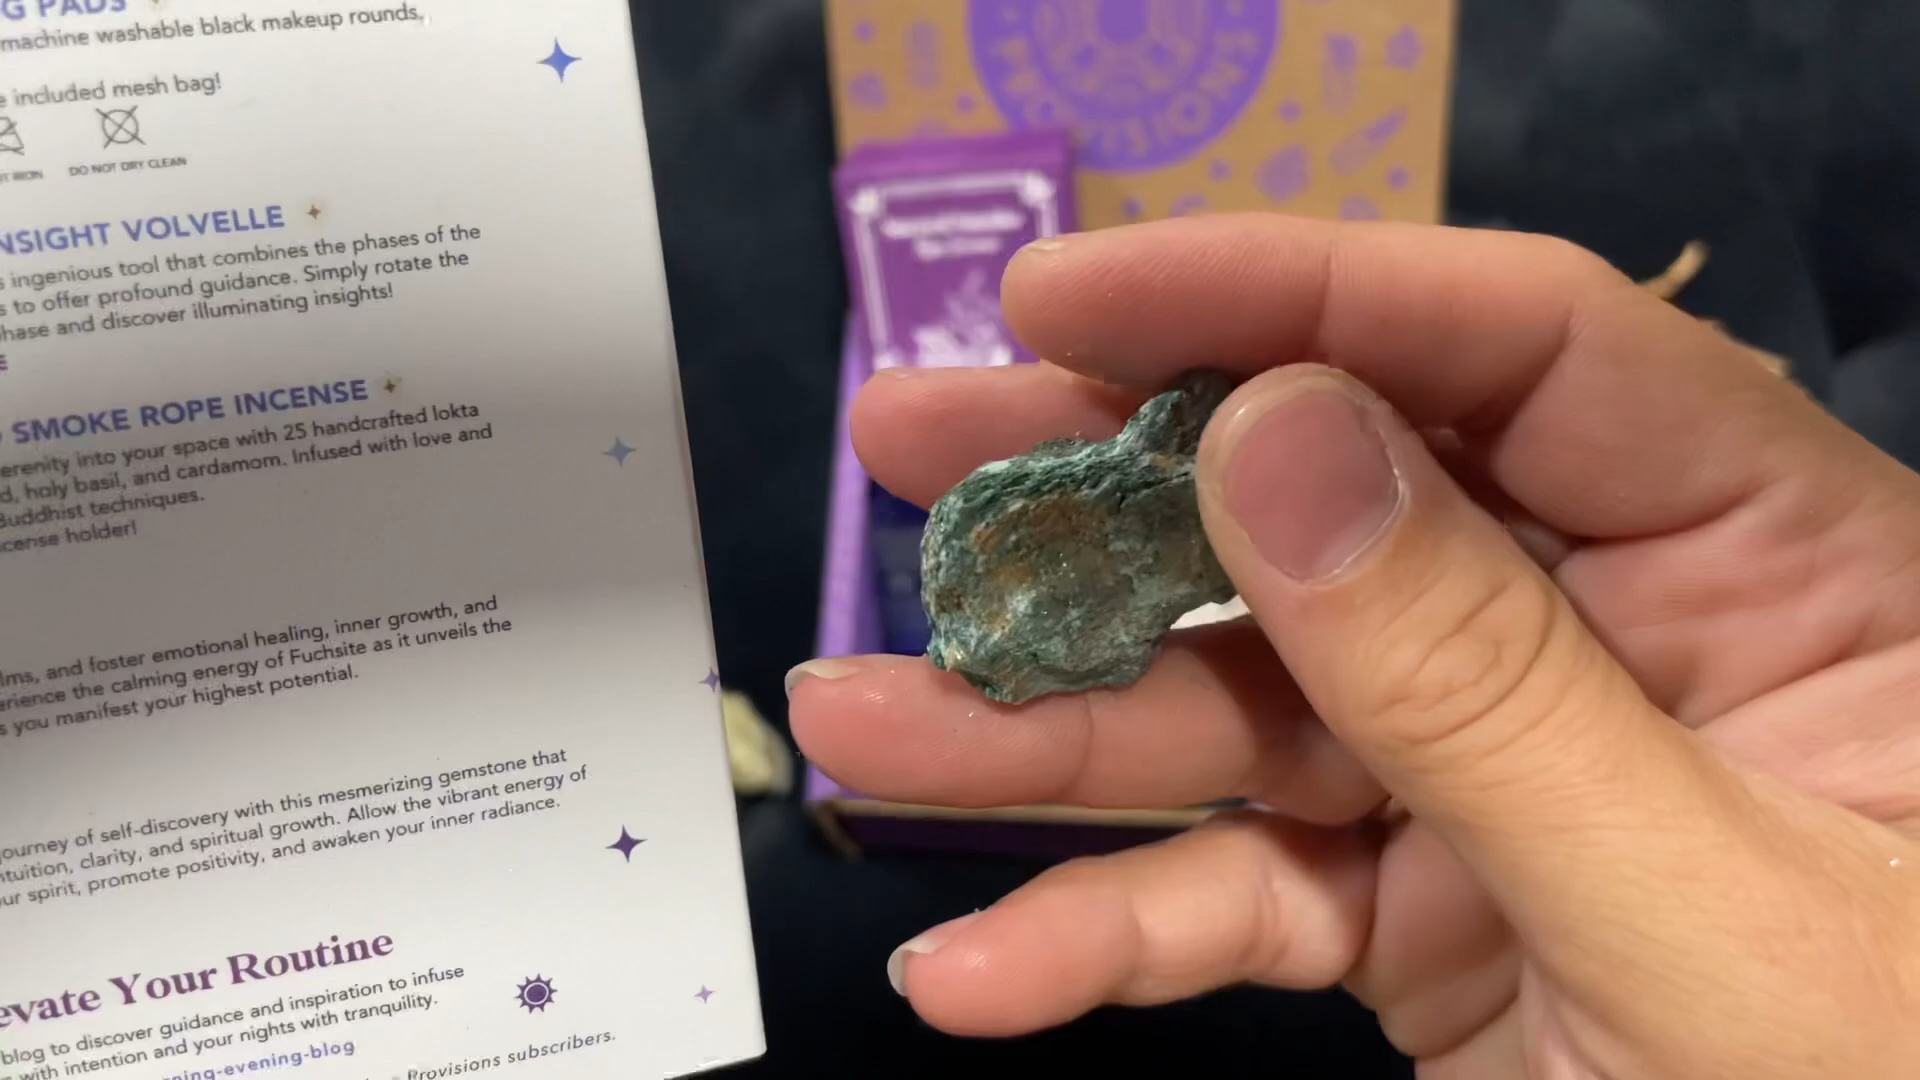 G PADS
machine washable black makeup rounds,
e included mesh bag!
T IRON DO NOT DRY CLEAN
NSIGHT VOLVELLE
s ingenious tool that combines the phases of the
s to offer profound guidance. Simply rotate the
hase and discover illuminating insights!
E
SMOKE ROPE INCENSE
erenity into your space with 25 handcrafted lokta
d, holy basil, and cardamom. Infused with love and
Buddhist techniques.
cense holder!
lms, and foster emotional healing, inner growth, and
erience the calming energy of Fuchsite as it unveils the
s you manifest your highest potential.
ourney of self-discovery with this mesmerizing gemstone that
ntuition, clarity, and spiritual growth. Allow the vibrant energy of
ur spirit, promote positivity, and awaken your inner radiance.
evate Your Routine
blog to discover guidance and inspiration to infuse
with intention and your nights with tranquility.
ning-evening-blog
Provisions subscribers.
PROVISIONS